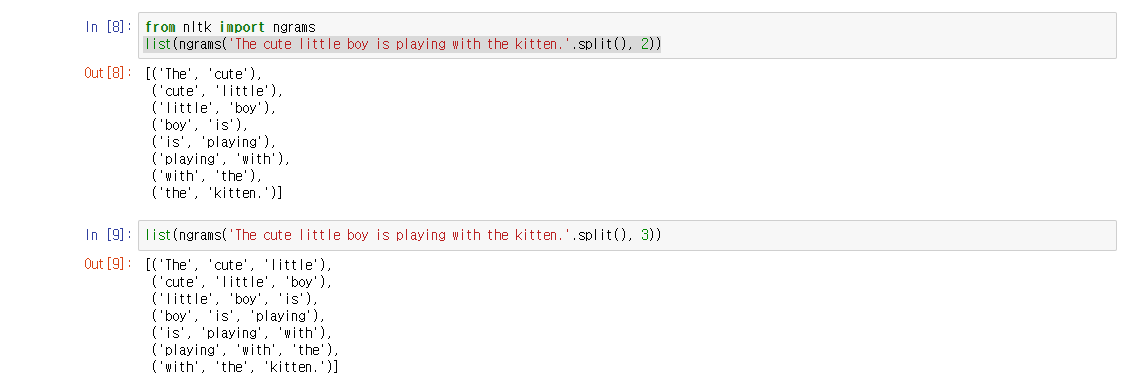 In [8]:
from nltk import ngrams
list(ngrams('The cute little boy is playing with the kitten.'.split(), 2))
Out[8]:
[('The', 'cute'),
('cute', 'little'),
('little', 'boy'),
('boy', 'is'),
('is', 'playing'),
('playing', 'with'),
('with', 'the'),
('the', 'kitten.')]
In [9]:
list(ngrams('The cute little boy is playing with the kitten.'.split(), 3))
Out[9]:
[('The', 'cute', 'little'),
('cute', 'little', 'boy'),
('little', 'boy', 'is'),
('boy', 'is', 'playing'),
('is', 'playing', 'with'),
('playing', 'with', 'the'),
('with', 'the', 'kitten.')]